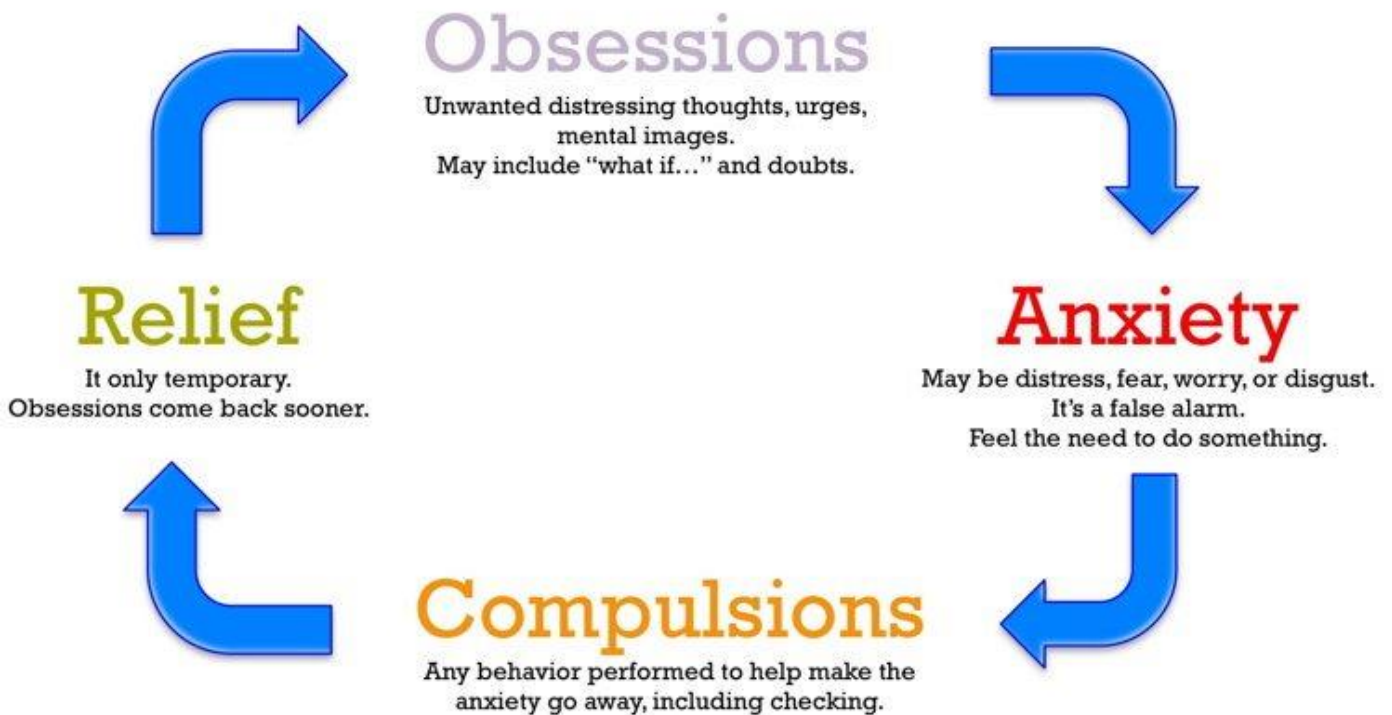 Obsessions
Unwanted distressing thoughts, urges,
mental images.
May include “what if...” and doubts.
Anxiety
May be distress, fear, worry, or disgust.
It’s a false alarm.
Feel the need to do something.
Compulsions
Any behavior performed to help make the
anxiety go away, including checking.
Relief
It only temporary.
Obsessions come back sooner.